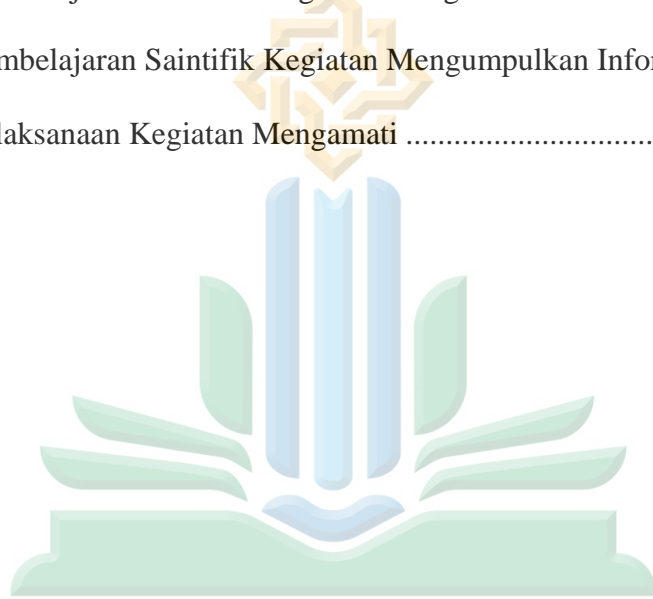 mbelajaran Saintifik Kegiatan Mengumpulkan Infor
laksanaan Kegiatan Mengamati ..............................